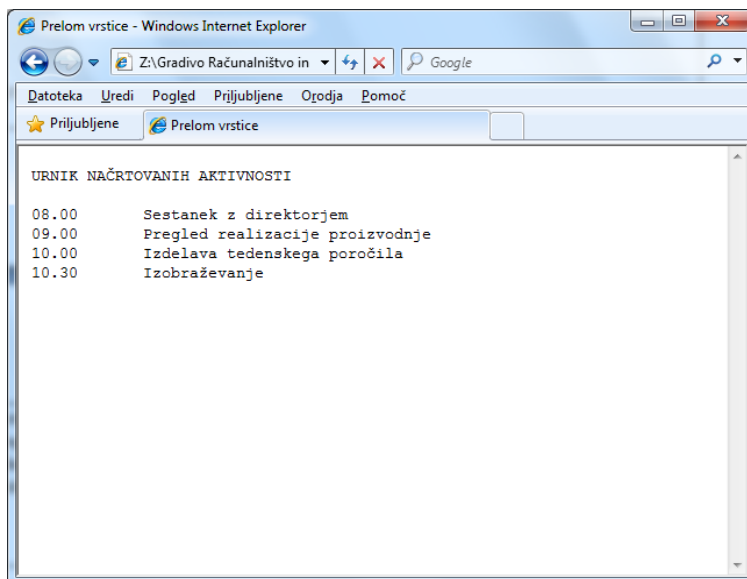 Prelom vrstice - Windows Internet Explorer
Z:\Gradivo Računalništvo in
Google
Datoteka Uredi Pogled Priljubljene Orodja Pomoč
Priljubljene
Prelom vrstice
URNIK NAČRTOVANIH AKTIVNOSTI
08.00 Sestanek z direktorjem
09.00 Pregled realizacije proizvodnje
10.00 Izdelava tedenskega poročila
10.30 Izobraževanje